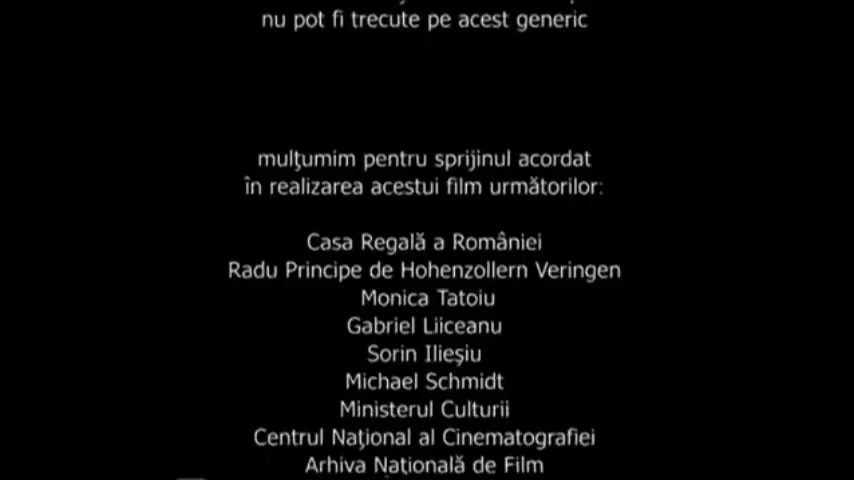 nu pot fi trecute pe acest generic
mulţumim pentru sprijinul acordat
în realizarea acestui film următorilor:
Casa Regală a României
Radu Principe de Hohenzollern Veringen
Monica Tatoiu
Gabriel Liiceanu
Sorin Ilieşiu
Michael Schmidt
Ministerul Culturii
Centrul Naţional al Cinematografiei
Arhiva Naţională de Film